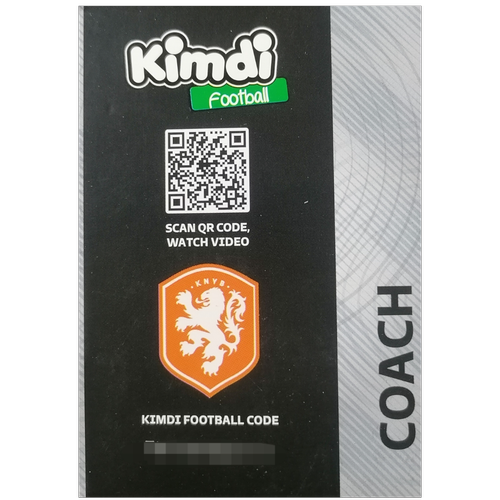 Kimdi
Football
SCAN QR CODE,
WATCH VIDEO
KNVB
KIMDI FOOTBALL CODE
COACH